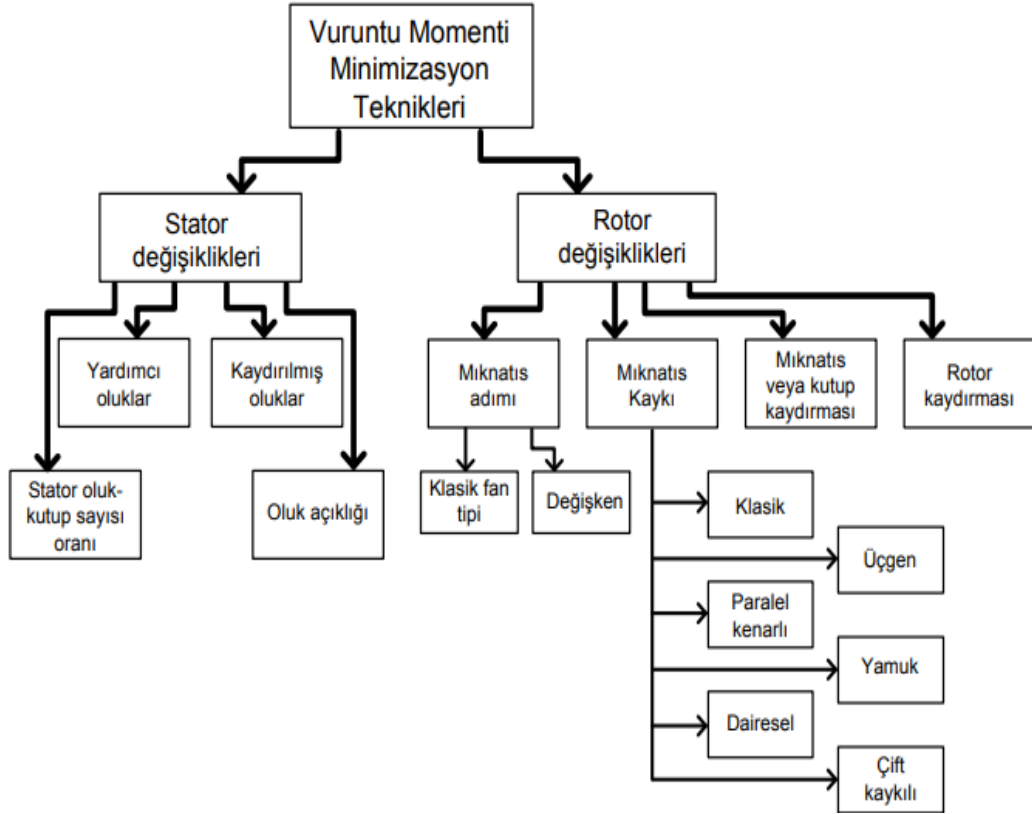 Vuruntu Momenti
Minimizasyon
Teknikleri
Stator
değişiklikleri
Rotor
değişiklikleri
Yardımcı
oluklar
Kaydırılmış
oluklar
Mıknatıs
adımı
Mıknatıs
Kaykı
Mıknatıs
veya kutup
kaydırması
Rotor
kaydırması
Stator oluk-
kutup sayısı
oranı
Oluk açıklığı
Klasik fan
tipi
Değişken
Klasik
Üçgen
Paralel
kenarlı
Yamuk
Dairesel
Çift
kaykılı